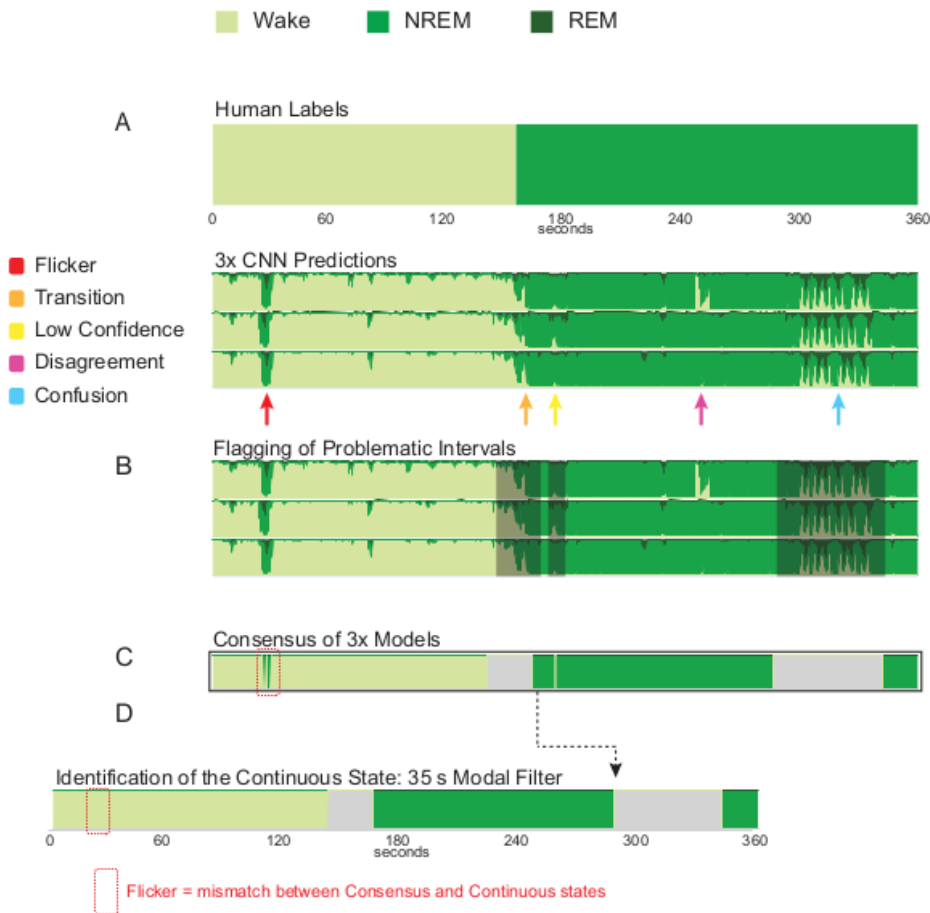 Wake NREM REM
A
Human Labels
0 60 120 180 240 300 360
seconds
Flicker
Transition
Low Confidence
Disagreement
Confusion
3x CNN Predictions
B
Flagging of Problematic Intervals
C
Consensus of 3x Models
D
Identification of the Continuous State: 35 s Modal Filter
0 60 120 180 240 300 360
seconds
Flicker = mismatch between Consensus and Continuous states